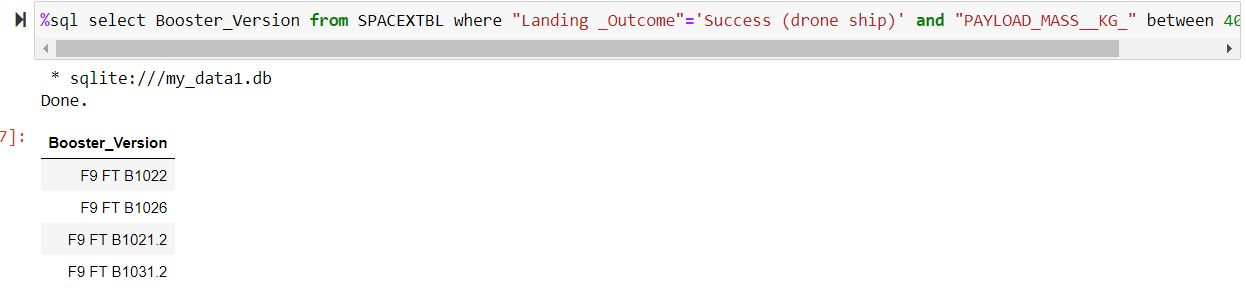 %sql select Booster_Version from SPACEXTBL where "Landing _Outcome"='Success (drone ship)' and "PAYLOAD_MASS__KG_" between 40
* sqlite:///my_data1.db
Done.
7]:
Booster_Version
F9 FT B1022
F9 FT B1026
F9 FT B1021.2
F9 FT B1031.2